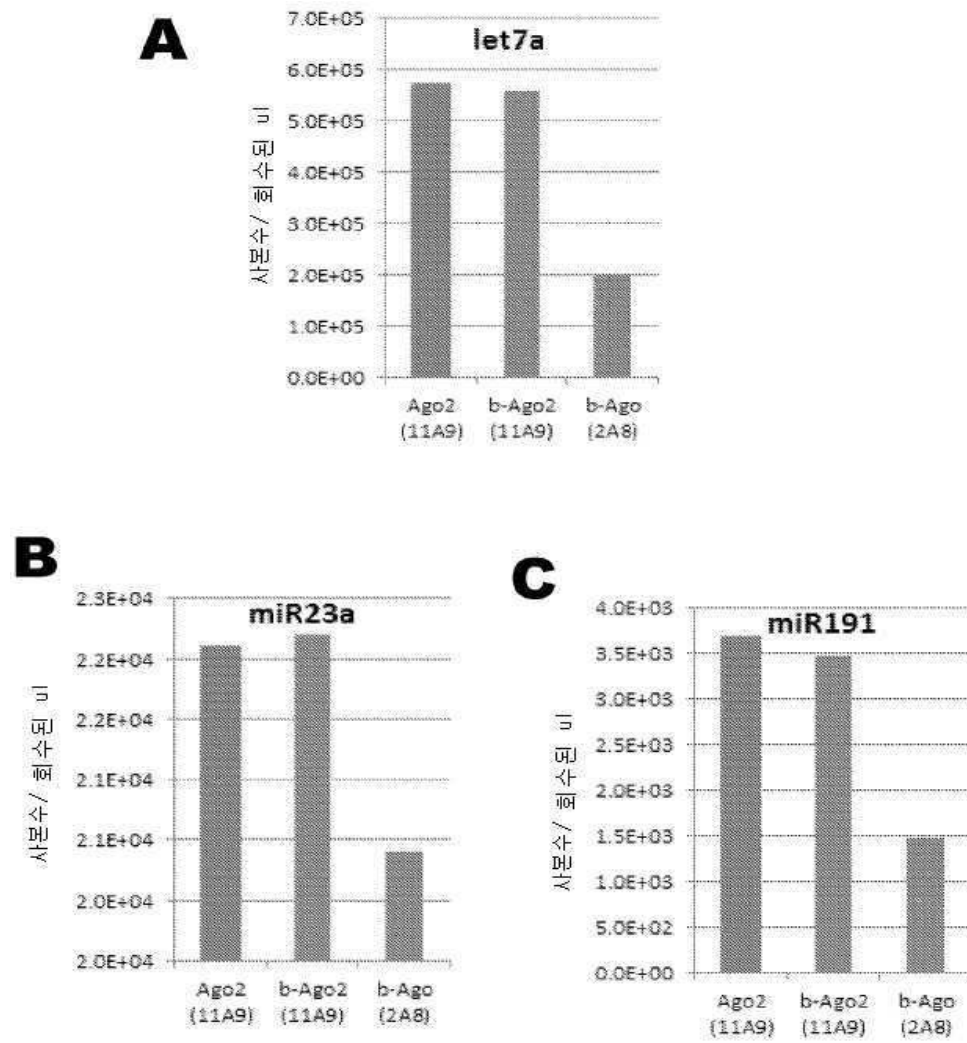 A
let7a
사본수/ 회수된 ul
7.0E+05
6.0E+05
5.0E+05
4.0E+05
3.0E+05
2.0E+05
1.0E+05
0.0E+00
Ago2 b-Ago2 b-Ago
(11A9) (11A9) (2A8)
B
miR23a
사본수/ 회수된 ul
2.3E+04
2.2E+04
2.2E+04
2.1E+04
2.1E+04
2.0E+04
2.0E+04
Ago2 b-Ago2 b-Ago
(11A9) (11A9) (2A8)
C
miR191
사본수/ 회수된 ul
4.0E+03
3.5E+03
3.0E+03
2.5E+03
2.0E+03
1.5E+03
1.0E+03
5.0E+02
0.0E+00
Ago2 b-Ago2 b-Ago
(11A9) (11A9) (2A8)